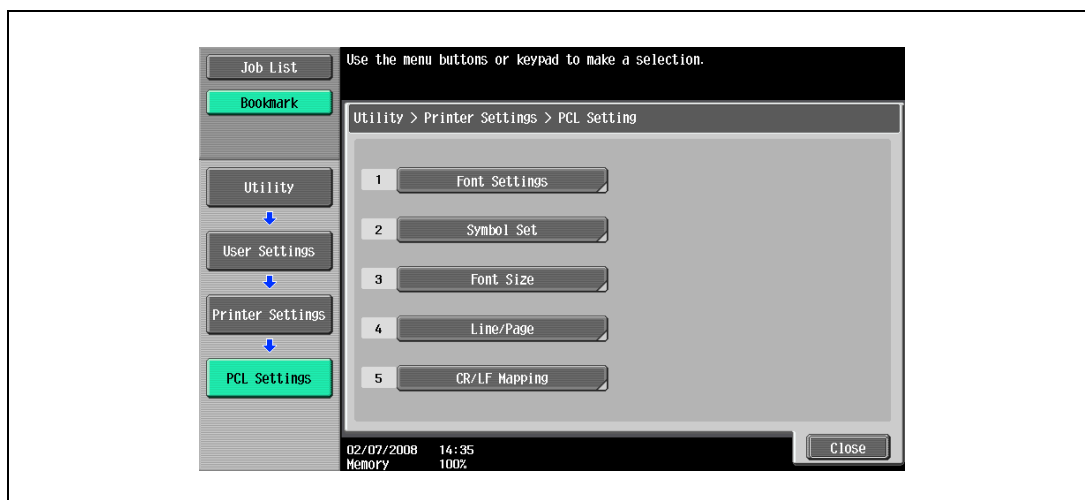 Job List
Bookmark
Use the menu buttons or keypad to make a selection.
Utility > Printer Settings > PCL Setting
Utility
User Settings
Printer Settings
PCL Settings
1 Font Settings
2 Symbol Set
3 Font Size
4 Line/Page
5 CR/LF Mapping
02/07/2008 14:35
Memory 100%
Close